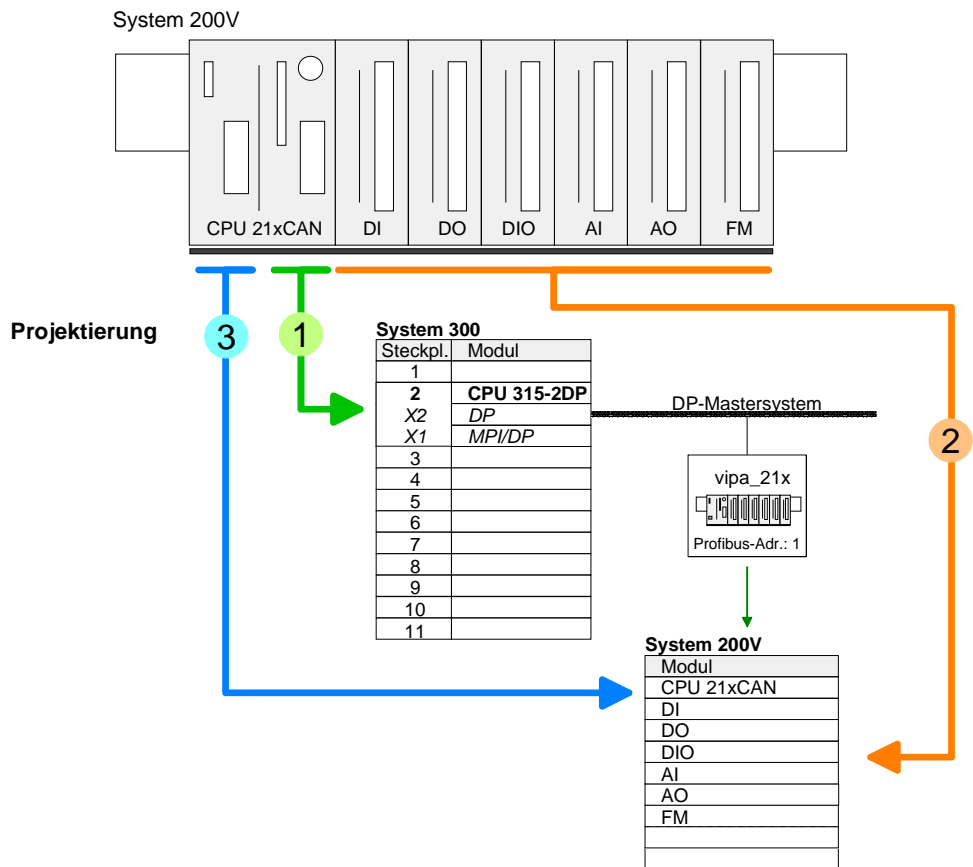 System 200V
CPU 21xCAN DI DO DIO AI AO FM
Projektierung
3
1
2
System 300
Steckpl. Modul
1
2 CPU 315-2DP
X2 DP
X1 MPI/DP
3
4
5
6
7
8
9
10
11
DP-Mastersystem
vipa_21x
Profibus-Adr.: 1
System 200V
Modul
CPU 21xCAN
DI
DO
DIO
AI
AO
FM